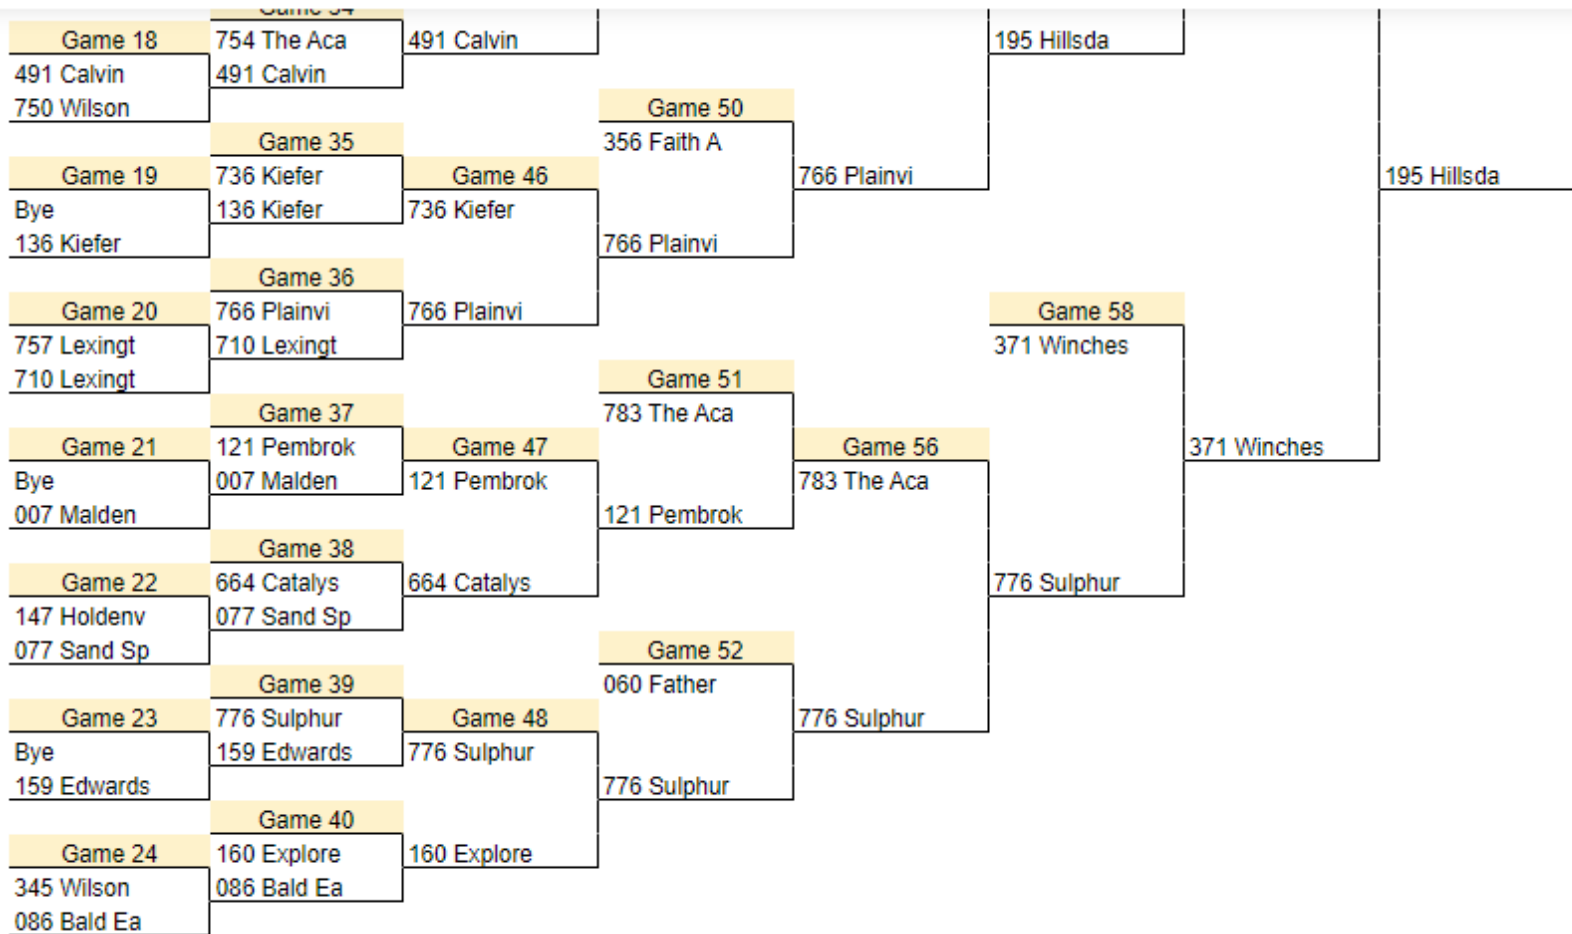 Game 34
Game 18
754 The Aca
491 Calvin
195 Hillsda
491 Calvin
491 Calvin
750 Wilson
Game 50
Game 35
356 Faith A
Game 19
736 Kiefer
Game 46
766 Plainvi
195 Hillsda
Bye
136 Kiefer
736 Kiefer
136 Kiefer
766 Plainvi
Game 36
Game 20
766 Plainvi
766 Plainvi
Game 58
757 Lexingt
710 Lexingt
371 Winches
710 Lexingt
Game 51
Game 37
783 The Aca
Game 21
121 Pembrok
Game 47
Game 56
371 Winches
Bye
007 Malden
121 Pembrok
783 The Aca
007 Malden
121 Pembrok
Game 38
Game 22
664 Catalys
664 Catalys
776 Sulphur
147 Holdenv
077 Sand Sp
077 Sand Sp
Game 52
Game 39
060 Father
Game 23
776 Sulphur
Game 48
776 Sulphur
Bye
159 Edwards
776 Sulphur
159 Edwards
776 Sulphur
Game 40
Game 24
160 Explore
160 Explore
345 Wilson
086 Bald Ea
086 Bald Ea